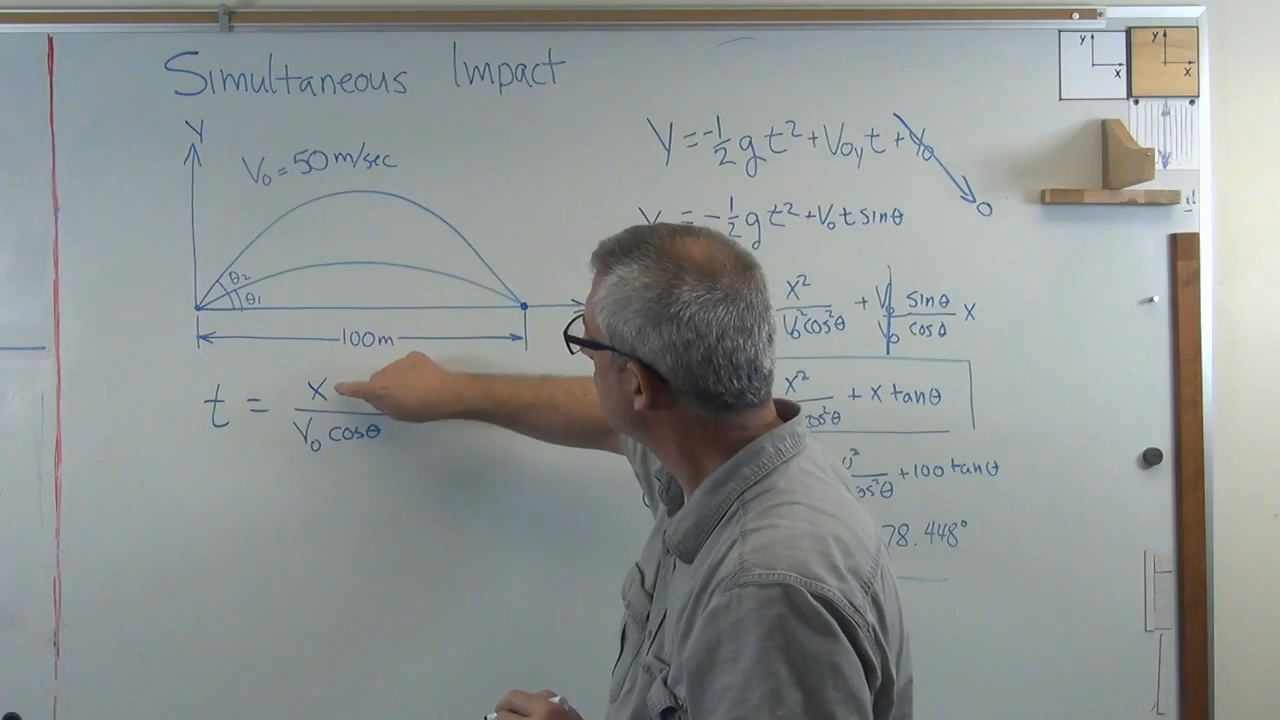 Simultaneous Impact
Y
V₀ = 50 m/sec
θ₂
θ₁
100m
t = x / V₀ cosθ
Y = -1/2 g t² + V₀y t + Y₀
0
Y = -1/2 g t² + V₀ t sinθ
x² / V₀² cos²θ + V₀ sinθ / V₀ cosθ x
x² / cos²θ + x tanθ
+ 100 tanθ
78.448°
Y
X
Y
X